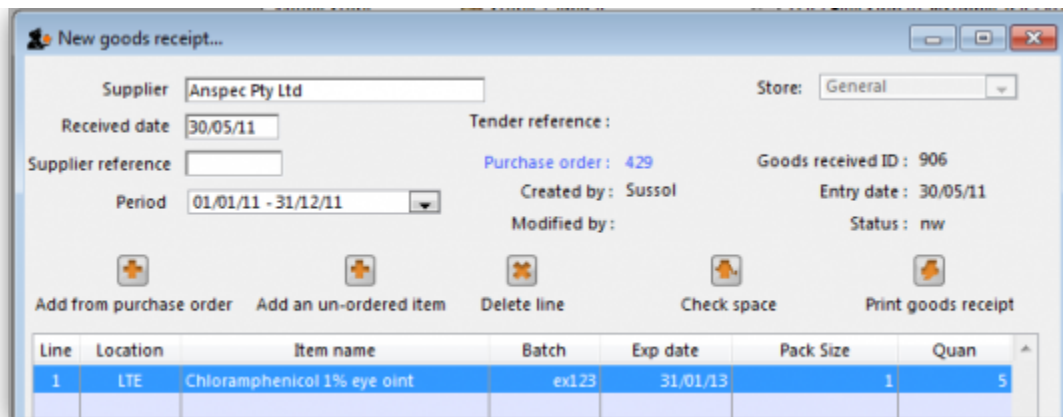 New goods receipt...
Supplier Anspec Pty Ltd Store: General
Received date 30/05/11 Tender reference :
Supplier reference Purchase order : 429 Goods received ID : 906
Period 01/01/11 - 31/12/11 Created by : Sussol Entry date : 30/05/11
Modified by : Status : nw
Add from purchase order Add an un-ordered item Delete line Check space Print goods receipt
Line Location Item name Batch Exp date Pack Size Quan
1 LTE Chloramphenicol 1% eye oint ex123 31/01/13 1 5